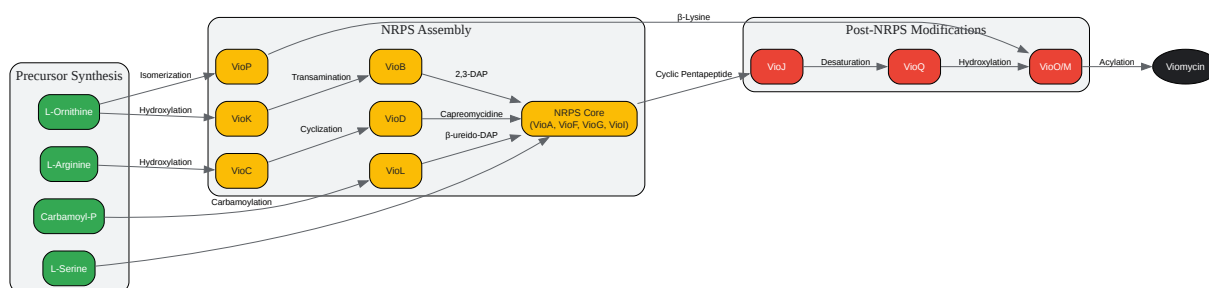 β-Lysine
NRPS Assembly
Post-NRPS Modifications
Precursor Synthesis
L-Ornithine
L-Arginine
Carbamoyl-P
L-Serine
Isomerization
Hydroxylation
Hydroxylation
Carbamoylation
VioP
VioK
VioC
Transamination
Cyclization
VioB
VioD
VioL
2,3-DAP
Capreomycidine
β-ureido-DAP
NRPS Core
(VioA, VioF, VioG, VioI)
Cyclic Pentapeptide
VioJ
Desaturation
VioQ
Hydroxylation
VioO/M
Acylation
Viomycin